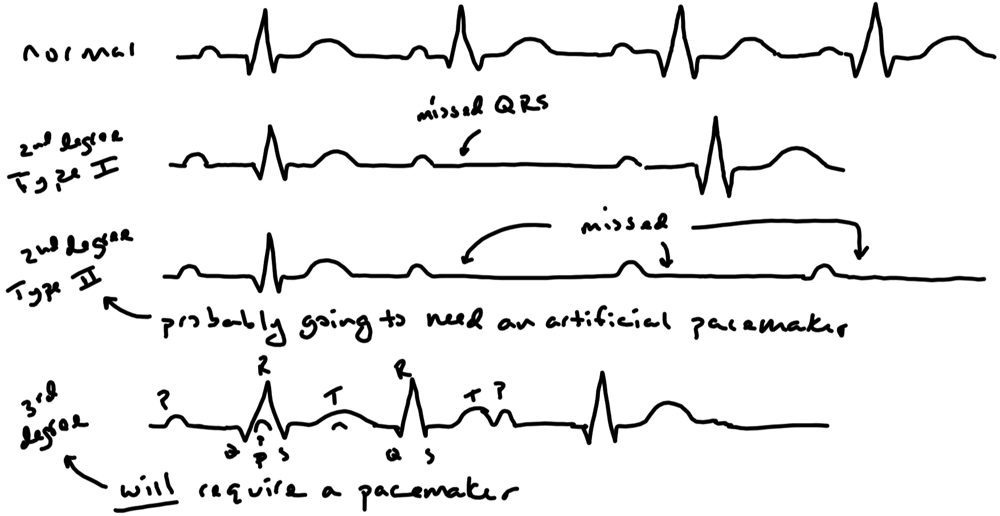 normal
missed QRS
2nd degree
Type I
missed
2nd degree
Type II
probably going to need an artificial pacemaker
R R
P T T P
3rd
degree
Q P S Q S
will require a pacemaker